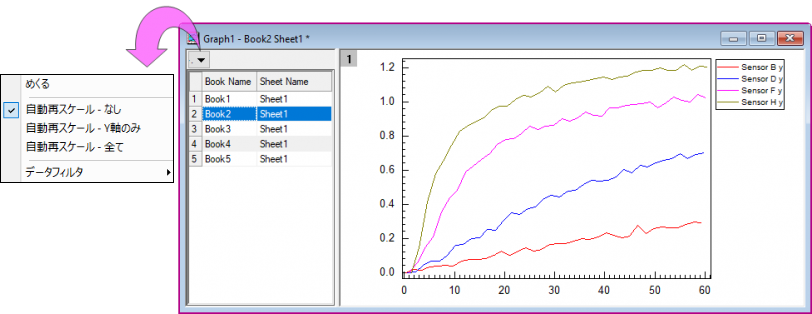 Graph1 - Book2 Sheet1 *
めくる
自動再スケール - なし
自動再スケール - Y軸のみ
自動再スケール - 全て
データフィルタ
Book Name Sheet Name
1 Book1 Sheet1
2 Book2 Sheet1
3 Book3 Sheet1
4 Book4 Sheet1
5 Book5 Sheet1
1
1.2
1.0
0.8
0.6
0.4
0.2
0.0
0 10 20 30 40 50 60
Sensor B y
Sensor D y
Sensor F y
Sensor H y